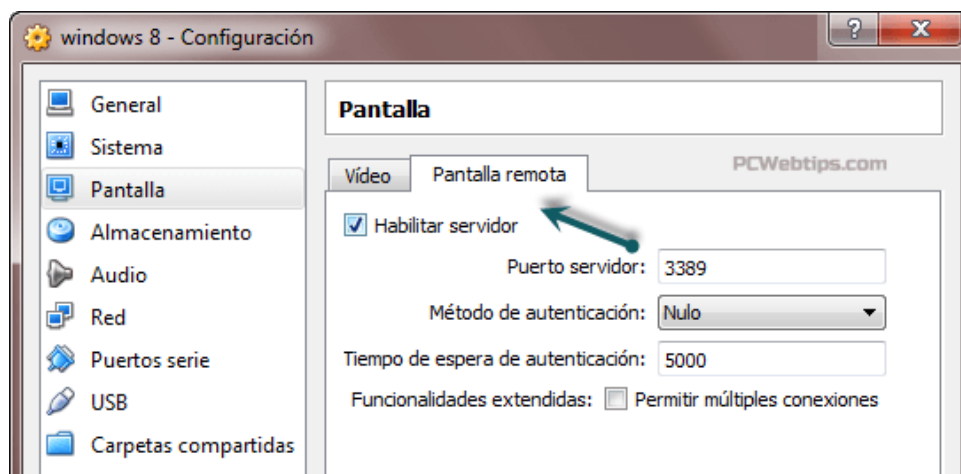 windows 8 - Configuración
?
X
General
Sistema
Pantalla
Almacenamiento
Audio
Red
Puertos serie
USB
Carpetas compartidas
Pantalla
Vídeo
Pantalla remota
PCWebtips.com
Habilitar servidor
Puerto servidor: 3389
Método de autenticación: Nulo
Tiempo de espera de autenticación: 5000
Funcionalidades extendidas: Permitir múltiples conexiones